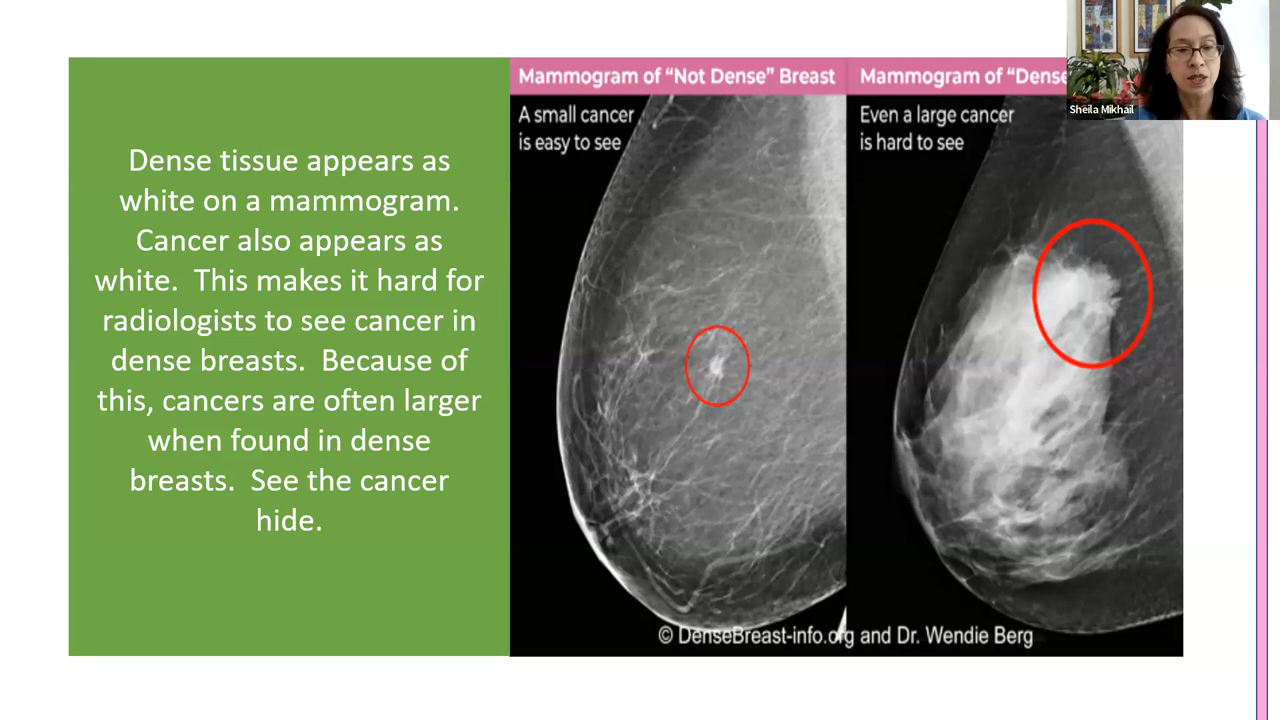 Dense tissue appears as
white on a mammogram.
Cancer also appears as
white.  This makes it hard for
radiologists to see cancer in
dense breasts.  Because of
this, cancers are often larger
when found in dense
breasts.  See the cancer
hide.
Mammogram of “Not Dense” Breast
A small cancer
is easy to see
Mammogram of “Dense
Even a large cancer
is hard to see
© DenseBreast-info.org and Dr. Wendie Berg
Sheila Mikhail